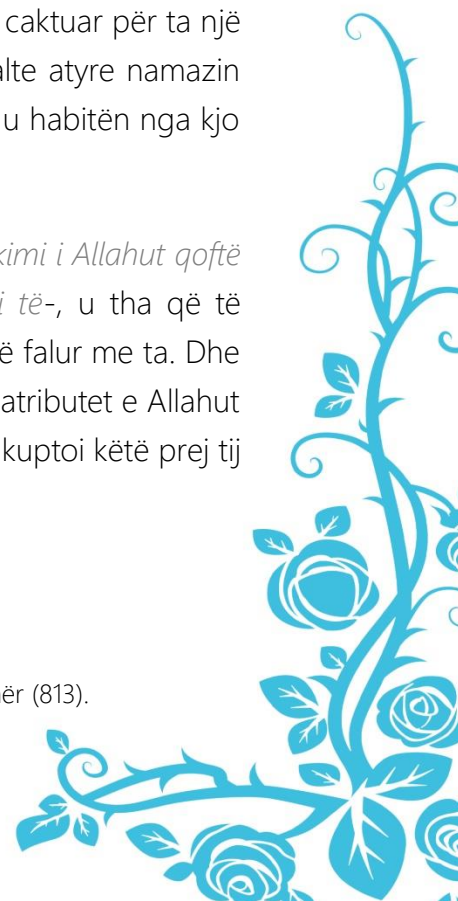 caktuar për ta një
alte atyre namazin
u habitën nga kjo
kimi i Allahut qoftë
i të-, u tha që të
ë falur me ta. Dhe
atributet e Allahut
kuptoi këtë prej tij
ër (813).